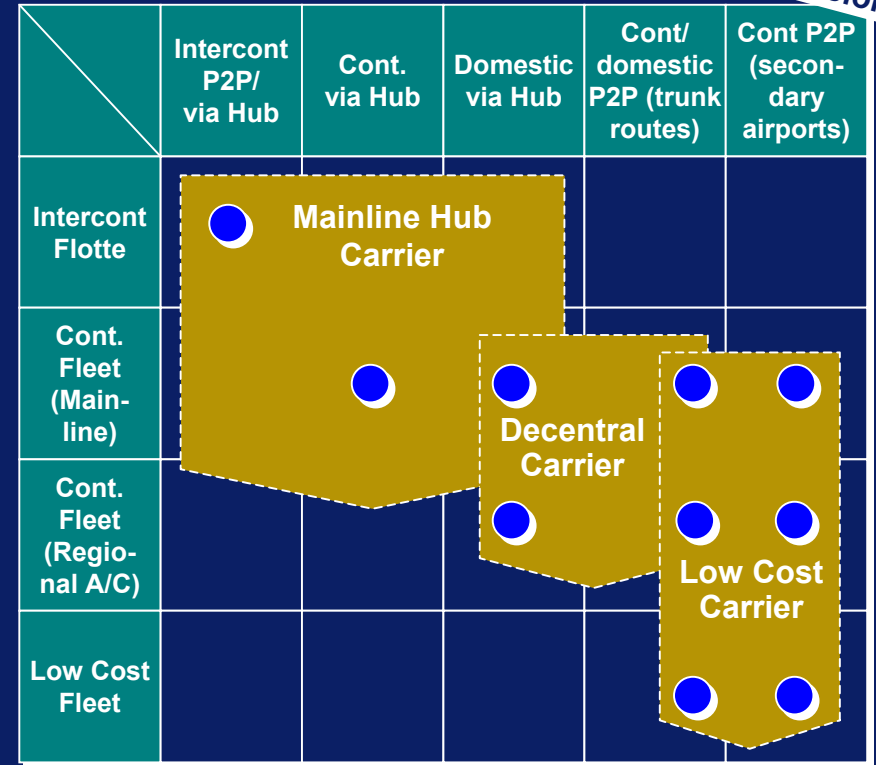 Intercont
P2P/
via Hub
Cont.
via Hub
Domestic
via Hub
Cont/
domestic
P2P (trunk
routes)
Cont P2P
(secon-
dary
airports)
Intercont
Flotte
Mainline Hub
Carrier
Cont.
Fleet
(Main-
line)
Decentral
Carrier
Cont.
Fleet
(Regio-
nal A/C)
Low Cost
Carrier
Low Cost
Fleet